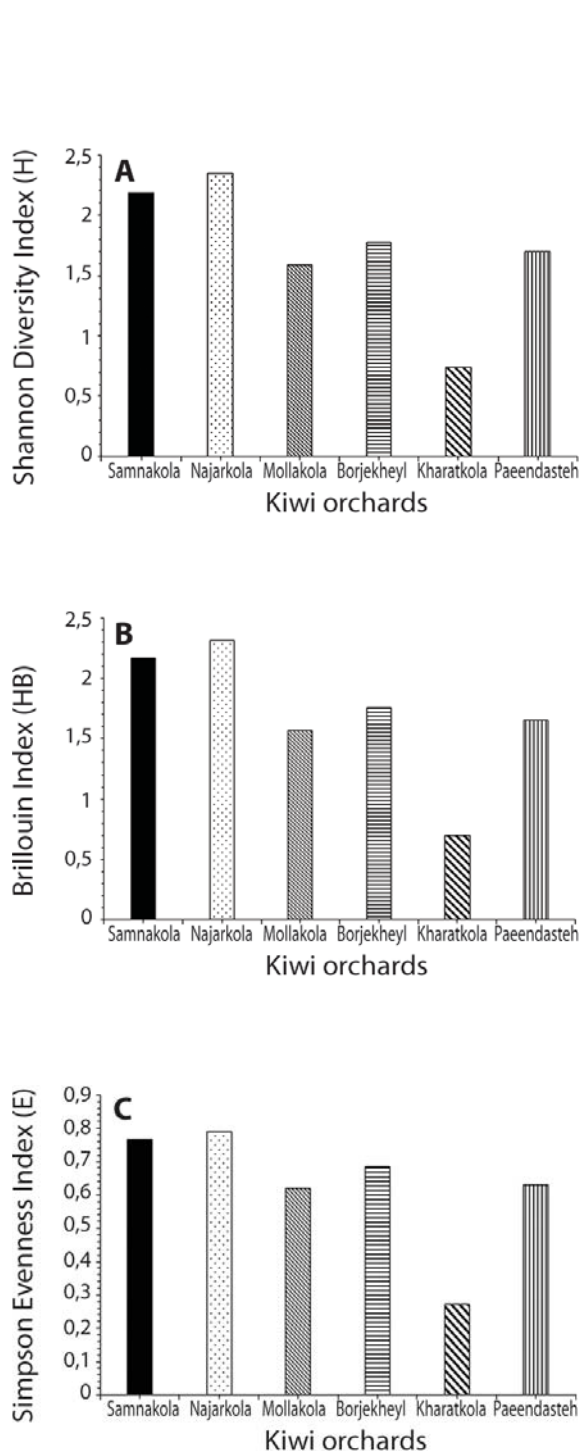 A
Shannon Diversity Index (H)
2,5
2
1,5
1
0,5
0
Samnakola Najarkola Mollakola Borjekheyl Kharatkola Paeendasteh
Kiwi orchards
B
Brillouin Index (HB)
2,5
2
1,5
1
0,5
0
Samnakola Najarkola Mollakola Borjekheyl Kharatkola Paeendasteh
Kiwi orchards
C
Simpson Evenness Index (E)
0,9
0,8
0,7
0,6
0,5
0,4
0,3
0,2
0,1
0
Samnakola Najarkola Mollakola Borjekheyl Kharatkola Paeendasteh
Kiwi orchards